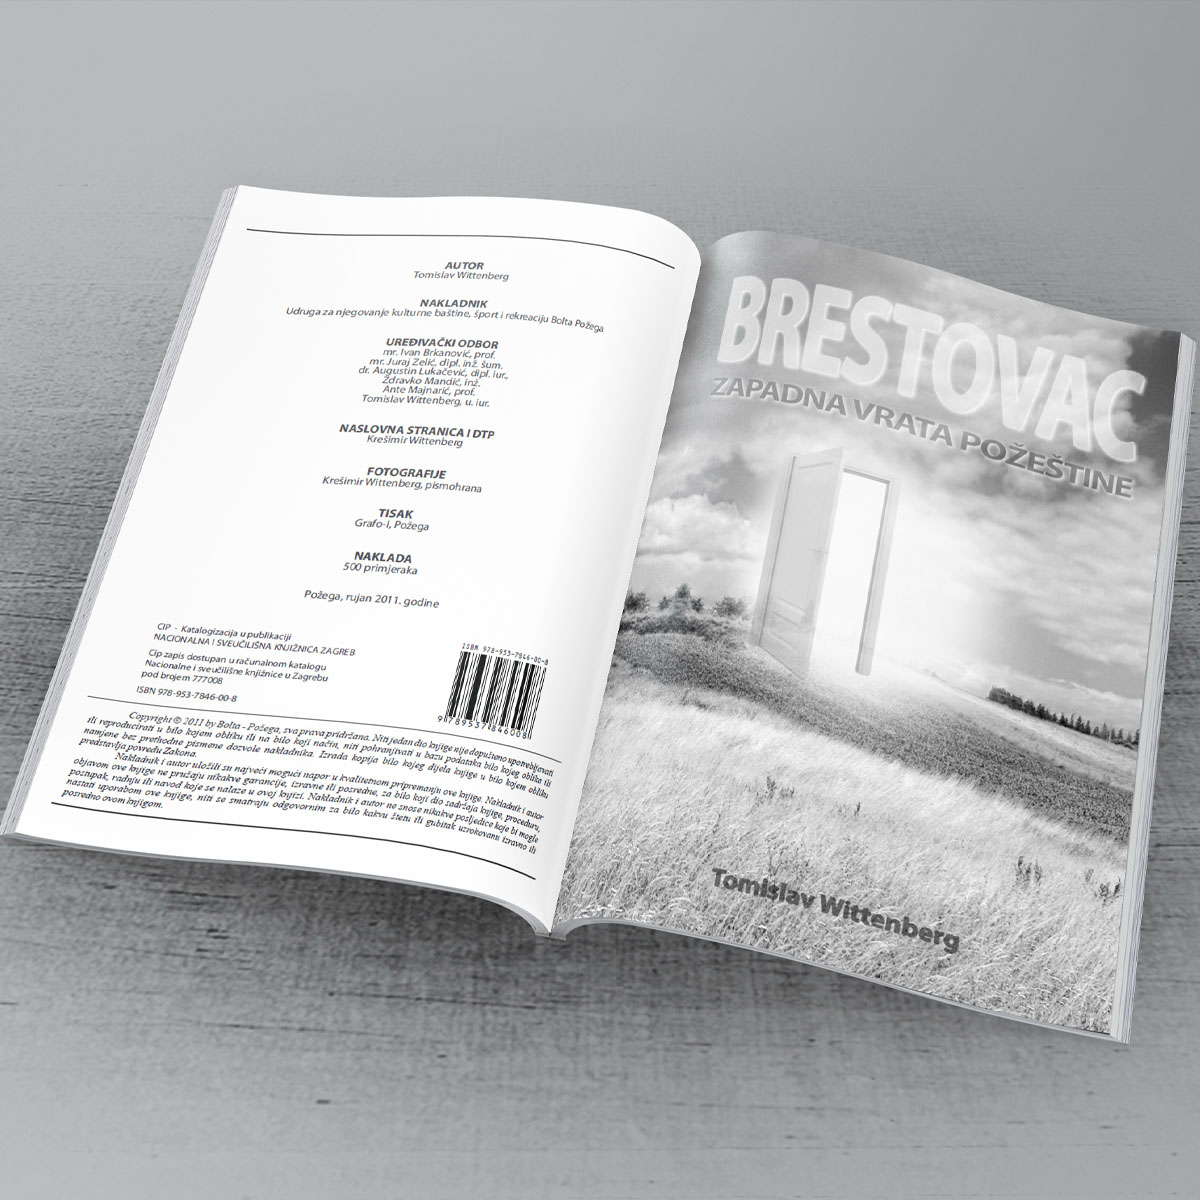 AUTOR
Tomislav Wittenberg
NAKLADNIK
Udruga za njegovanje kulturne baštine, šport i rekreaciju Bolta Požega
UREĐIVAČKI ODBOR
mr. Ivan Brkanović, prof.
mr. Juraj Zelić, dipl. inž. šum.
dr. Augustin Lukačević, dipl. iur.,
Zdravko Mandić, inž.
Ante Majnarić, prof.
Tomislav Wittenberg, u. iur.
NASLOVNA STRANICA I DTP
Krešimir Wittenberg
FOTOGRAFIJE
Krešimir Wittenberg, pismohrana
TISAK
Grafo-I, Požega
NAKLADA
500 primjeraka
Požega, rujan 2011. godine
CIP - Katalogizacija u publikaciji
NACIONALNA I SVEUČILIŠNA KNJIŽNICA ZAGREB
Cip zapis dostupan u računalnom katalogu
Nacionalne i sveučilišne knjižnice u Zagrebu
pod brojem 777008
ISBN 978-953-7846-00-8
ISBN 978-953-7846-00-8
9 789537 846008
Copyright © 2011 by Bolta - Požega, sva prava pridržana. Niti jedan dio knjige nije dopušteno upotrebljavati
ili reproducirati u bilo kojem obliku ili na bilo koji način, niti pohranjivati u bazu podataka bilo kojeg oblika ili
namjene bez prethodne pismene dozvole nakladnika. Izrada kopija bilo kojeg dijela knjige u bilo kojem obliku
predstavlja povredu Zakona.
Nakladnik i autor uložili su najveći mogući napor u kvalitetnom pripremanju ove knjige. Nakladnik i autor
objavom ove knjige ne pružaju nikakve garancije, izravne ili posredne, za bilo koji dio sadržaja knjige, proceduru,
postupak, radnju ili navod koje se nalaze u ovoj knjizi. Nakladnik i autor ne snose nikakve posljedice koje bi mogle
nastati uporabom ove knjige, niti se smatraju odgovornim za bilo kakvu štetu ili gubitak uzrokovanu izravno ili
posredno ovom knjigom.
BRESTOVAC
ZAPADNA VRATA POŽEŠTINE
Tomislav Wittenberg